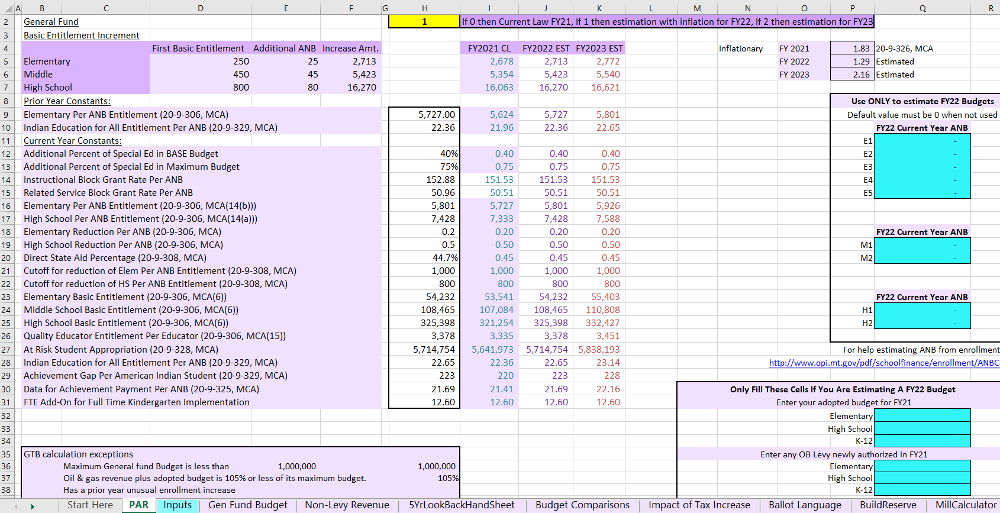 A B C D E F G H I J K L M N O P Q R
2 General Fund 1 If 0 then Current Law FY21, If 1 then estimation with inflation for FY22, If 2 then estimation for FY23
3 Basic Entitlement Increment
4 First Basic Entitlement Additional ANB Increase Amt. FY2021 CL FY2022 EST FY2023 EST Inflationary FY 2021 1.83 20-9-326, MCA
5 Elementary 250 25 2,713 2,678 2,713 2,772 FY 2022 1.29 Estimated
6 Middle 450 45 5,423 5,354 5,423 5,540 FY 2023 2.16 Estimated
7 High School 800 80 16,270 16,063 16,270 16,621
8 Prior Year Constants: Use ONLY to estimate FY22 Budgets
9 Elementary Per ANB Entitlement (20-9-306, MCA) 5,727.00 5,624 5,727 5,801 Default value must be 0 when not used
10 Indian Education for All Entitlement Per ANB (20-9-329, MCA) 22.36 21.96 22.36 22.65 FY22 Current Year ANB
11 Current Year Constants: E1 -
12 Additional Percent of Special Ed in BASE Budget 40% 0.40 0.40 0.40 E2 -
13 Additional Percent of Special Ed in Maximum Budget 75% 0.75 0.75 0.75 E3 -
14 Instructional Block Grant Rate Per ANB 152.88 151.53 151.53 151.53 E4 -
15 Related Service Block Grant Rate Per ANB 50.96 50.51 50.51 50.51 E5 -
16 Elementary Per ANB Entitlement (20-9-306, MCA(14(b))) 5,801 5,727 5,801 5,926
17 High School Per ANB Entitlement (20-9-306, MCA(14(a))) 7,428 7,333 7,428 7,588
18 Elementary Reduction Per ANB (20-9-306, MCA) 0.2 0.20 0.20 0.20 FY22 Current Year ANB
19 High School Reduction Per ANB (20-9-306, MCA) 0.5 0.50 0.50 0.50 M1 -
20 Direct State Aid Percentage (20-9-308, MCA) 44.7% 0.45 0.45 0.45 M2 -
21 Cutoff for reduction of Elem Per ANB Entitlement (20-9-308, MCA) 1,000 1,000 1,000 1,000
22 Cutoff for reduction of HS Per ANB Entitlement (20-9-308, MCA) 800 800 800 800
23 Elementary Basic Entitlement (20-9-306, MCA(6)) 54,232 53,541 54,232 55,403 FY22 Current Year ANB
24 Middle School Basic Entitlement (20-9-306, MCA(6)) 108,465 107,084 108,465 110,808 H1 -
25 High School Basic Entitlement (20-9-306, MCA(6)) 325,398 321,254 325,398 332,427 H2 -
26 Quality Educator Entitlement Per Educator (20-9-306, MCA(15)) 3,378 3,335 3,378 3,451
27 At Risk Student Appropriation (20-9-328, MCA) 5,714,754 5,641,973 5,714,754 5,838,193 For help estimating ANB from enrollment
28 Indian Education for All Entitlement Per ANB (20-9-329, MCA) 22.65 22.36 22.65 23.14 http://www.opi.mt.gov/pdf/schoolfinance/enrollment/ANBC
29 Achievement Gap Per American Indian Student (20-9-329, MCA) 223 220 223 228
30 Data for Achievement Payment Per ANB (20-9-325, MCA) 21.69 21.41 21.69 22.16 Only Fill These Cells If You Are Estimating A FY22 Budget
31 FTE Add-On for Full Time Kindergarten Implementation 12.60 12.60 12.60 12.60 Enter your adopted budget for FY21
32 Elementary
33 High School
34 K-12
35 GTB calculation exceptions Enter any OB Levy newly authorized in FY21
36 Maximum General fund Budget is less than 1,000,000 1,000,000 Elementary
37 Oil & gas revenue plus adopted budget is 105% or less of its maximum budget. 105% High School
38 Has a prior year unusual enrollment increase K-12
Start Here PAR Inputs Gen Fund Budget Non-Levy Revenue 5YrLookBackHandSheet Budget Comparisons Impact of Tax Increase Ballot Language BuildReserve MillCalculator